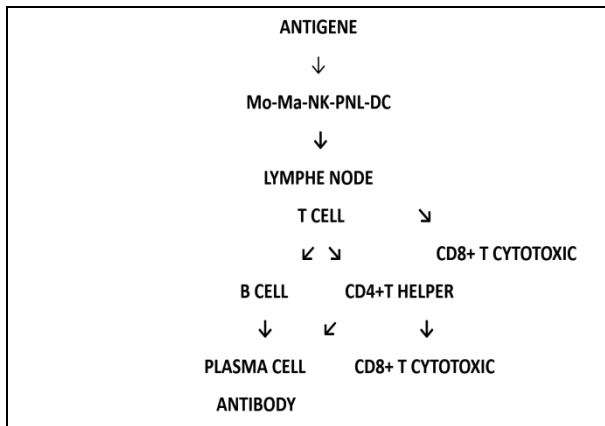 ANTIGENE
↓
Mo-Ma-NK-PNL-DC
↓
LYMPHE NODE
T CELL ↘
↙ ↘ CD8+ T CYTOTOXIC
B CELL CD4+T HELPER
↓ ↙ ↓
PLASMA CELL CD8+ T CYTOTOXIC
ANTIBODY